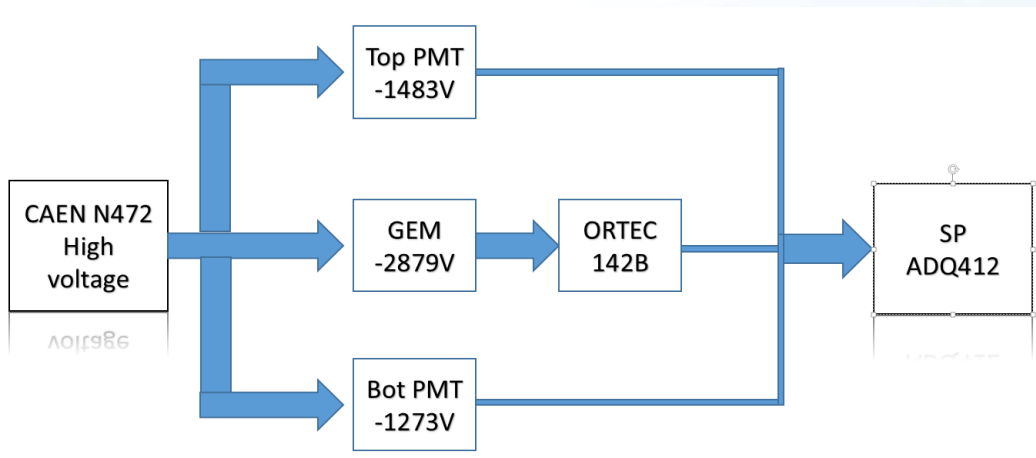 Top PMT
-1483V
CAEN N472
High
voltage
GEM
-2879V
ORTEC
142B
SP
ADQ412
Bot PMT
-1273V